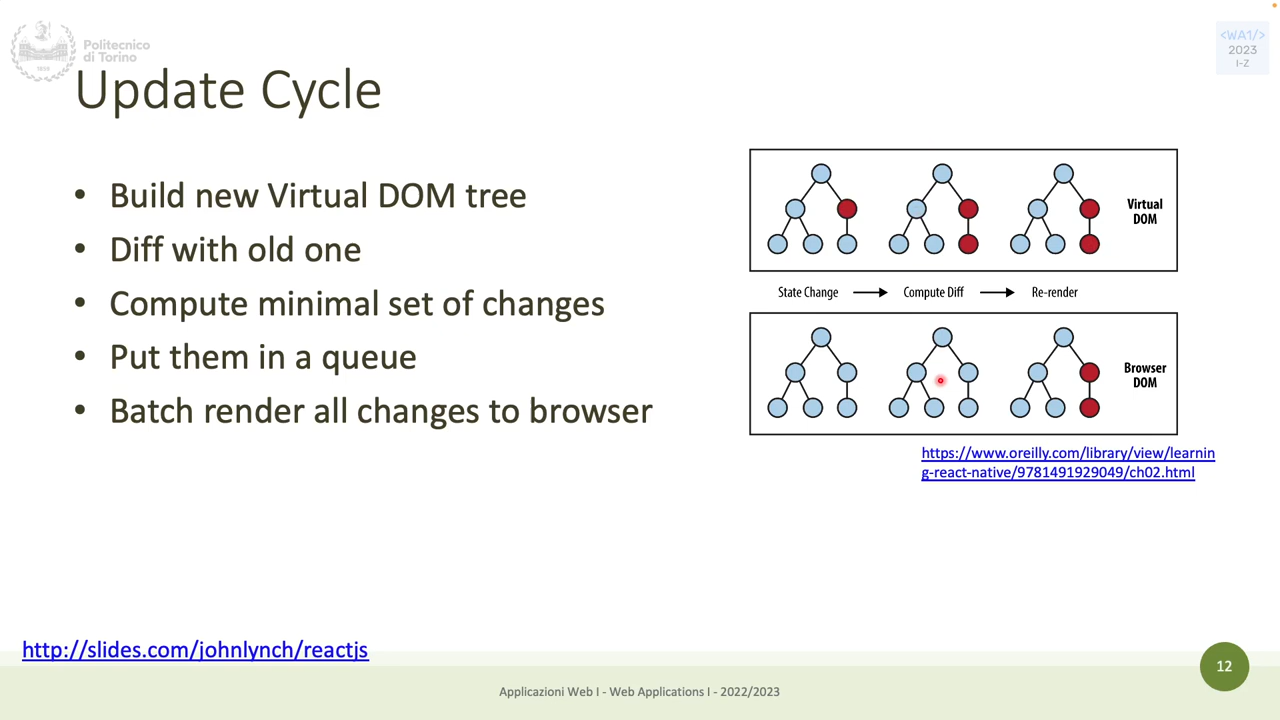 Politecnico
di Torino
<WA1/>
2023
I-Z
Update Cycle
• Build new Virtual DOM tree
• Diff with old one
• Compute minimal set of changes
• Put them in a queue
• Batch render all changes to browser
Virtual
DOM
State Change
Compute Diff
Re-render
Browser
DOM
https://www.oreilly.com/library/view/learnin
g-react-native/9781491929049/ch02.html
http://slides.com/johnlynch/reactjs
Applicazioni Web I - Web Applications I - 2022/2023
12